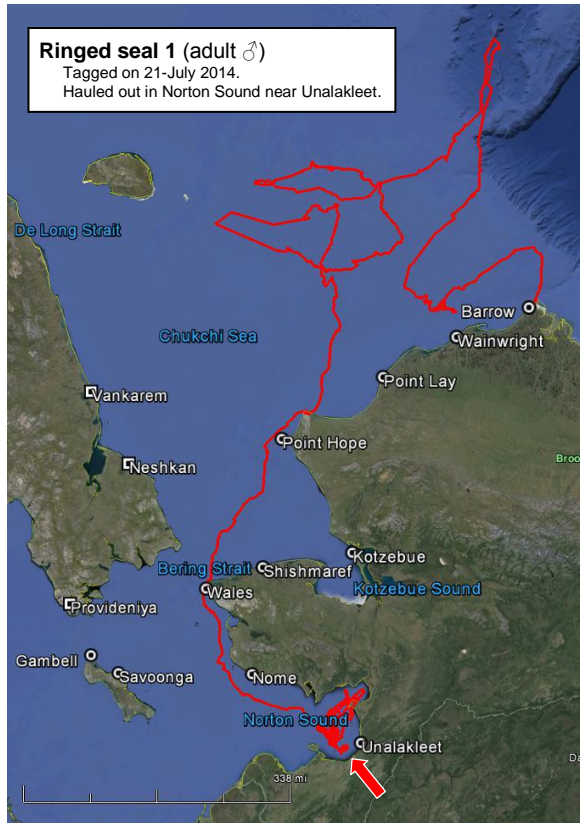 Ringed seal 1 (adult ♂)
Tagged on 21-July 2014.
Hauled out in Norton Sound near Unalakleet.
De Long Strait
Barrow
Chukchi Sea
Wainwright
Point Lay
Vankarem
Point Hope
Broo
Neshkan
Kotzebue
Bering Strait
Shishmaref
Kotzebue Sound
Wales
Provideniya
Gambell
Savoonga
Nome
Norton Sound
Unalakleet
Da
338 mi